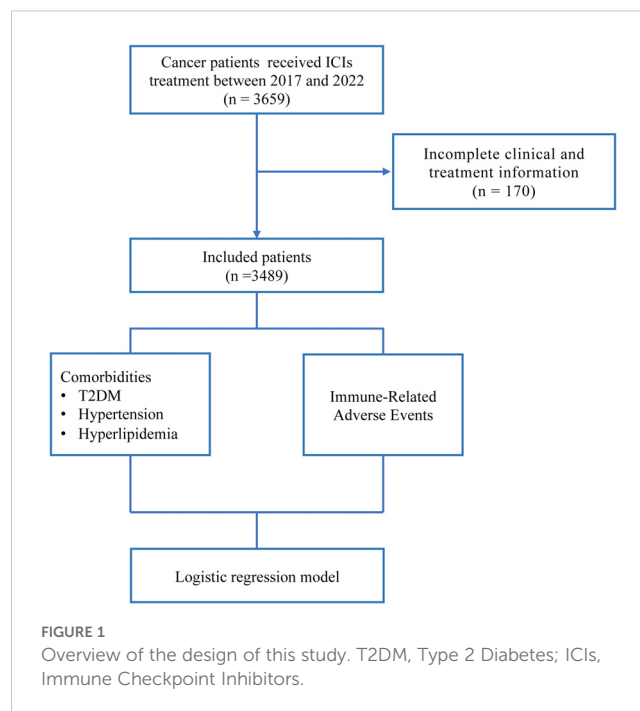 Cancer patients received ICIs
treatment between 2017 and 2022
(n = 3659)
Incomplete clinical and
treatment information
(n = 170)
Included patients
(n =3489)
Comorbidities
• T2DM
• Hypertension
• Hyperlipidemia
Immune-Related
Adverse Events
Logistic regression model
FIGURE 1
Overview of the design of this study. T2DM, Type 2 Diabetes; ICIs,
Immune Checkpoint Inhibitors.